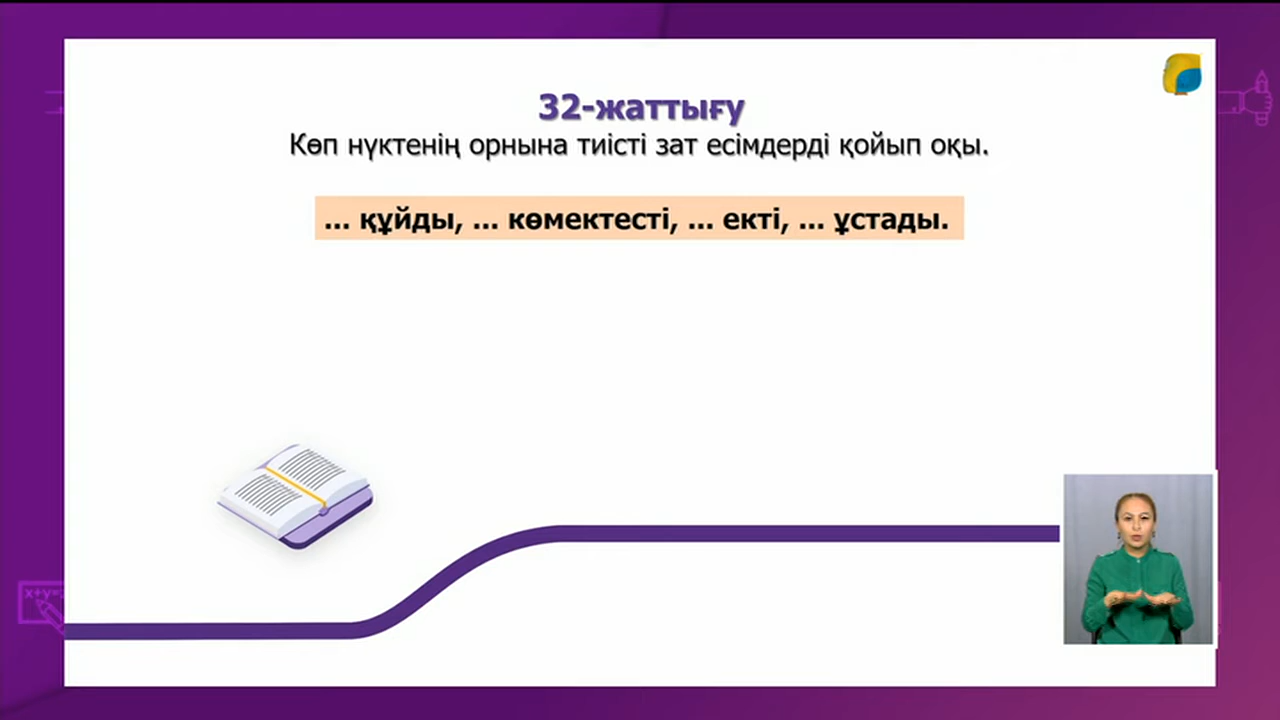 32-жаттығу
Көп нүктенің орнына тиісті зат есімдерді қойып оқы.
... құйды, ... көмектесті, ... екті, ... ұстады.
x+y=